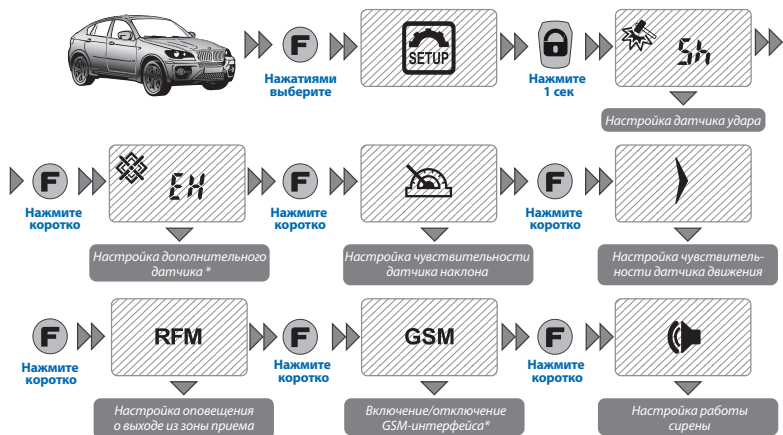 F
Нажатиями
выберите
SETUP
Нажмите
1 сек
Sh
Настройка датчика удара
F
Нажмите
коротко
EH
Настройка дополнительного
датчика *
F
Нажмите
коротко
Настройка чувствительности
датчика наклона
F
Нажмите
коротко
Настройка чувствитель-
ности датчика движения
F
Нажмите
коротко
RFM
Настройка оповещения
о выходе из зоны приема
F
Нажмите
коротко
GSM
Включение/отключение
GSM-интерфейса*
F
Нажмите
коротко
Настройка работы
сирены